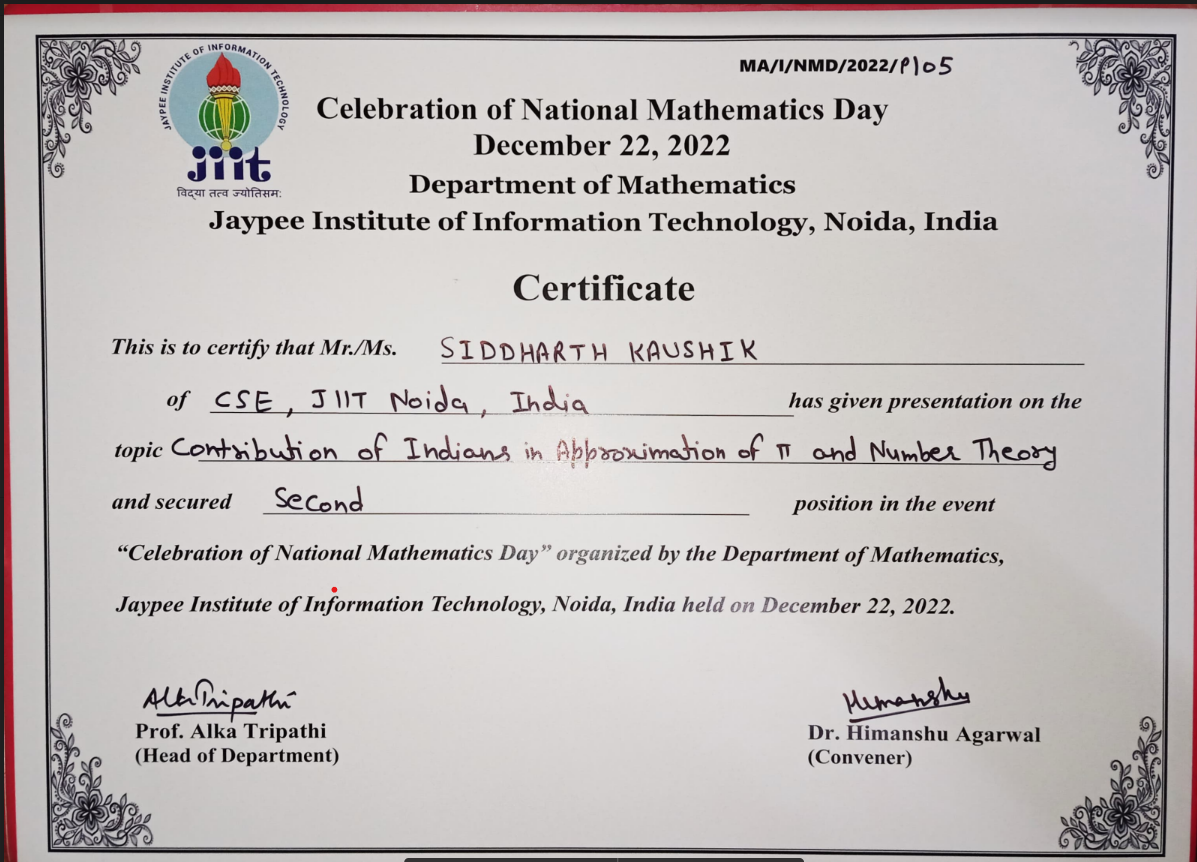 MA/I/NMD/2022/P105
JAYPEE INSTITUTE OF INFORMATION TECHNOLOGY
jiit
विद्या तत्व ज्योतिसम:
Celebration of National Mathematics Day
December 22, 2022
Department of Mathematics
Jaypee Institute of Information Technology, Noida, India
Certificate
This is to certify that Mr./Ms. SIDDHARTH KAUSHIK
of CSE, JIIT Noida, India has given presentation on the
topic Contribution of Indians in Approximation of π and Number Theory
and secured Second position in the event
“Celebration of National Mathematics Day” organized by the Department of Mathematics,
Jaypee Institute of Information Technology, Noida, India held on December 22, 2022.
Alka Tripathi
Prof. Alka Tripathi
(Head of Department)
Himanshu
Dr. Himanshu Agarwal
(Convener)